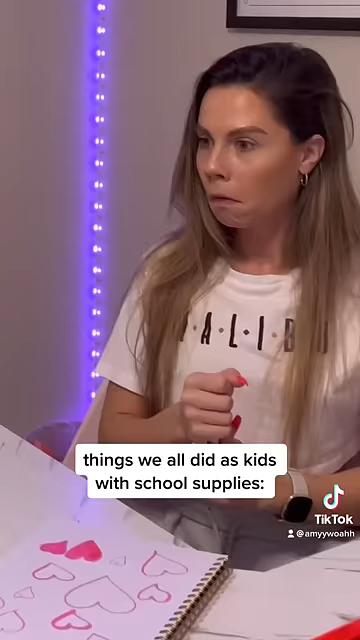 M·A·L·I·B·U
things we all did as kids
with school supplies:
TikTok
@amyywoahh